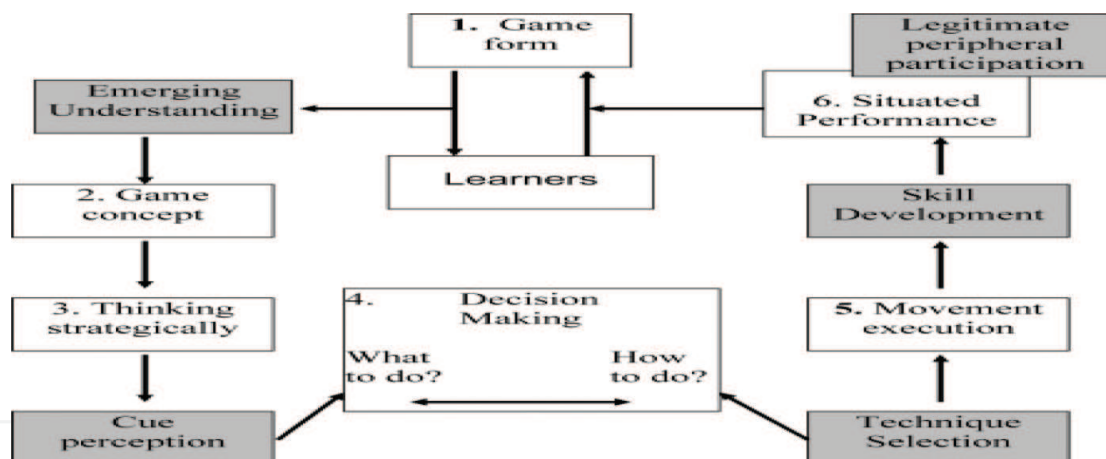 1. Game
form
Legitimate
peripheral
participation
Emerging
Understanding
6. Situated
Performance
Learners
2. Game
concept
Skill
Development
3. Thinking
strategically
4. Decision
Making
What
to do?
How
to do?
5. Movement
execution
Cue
perception
Technique
Selection